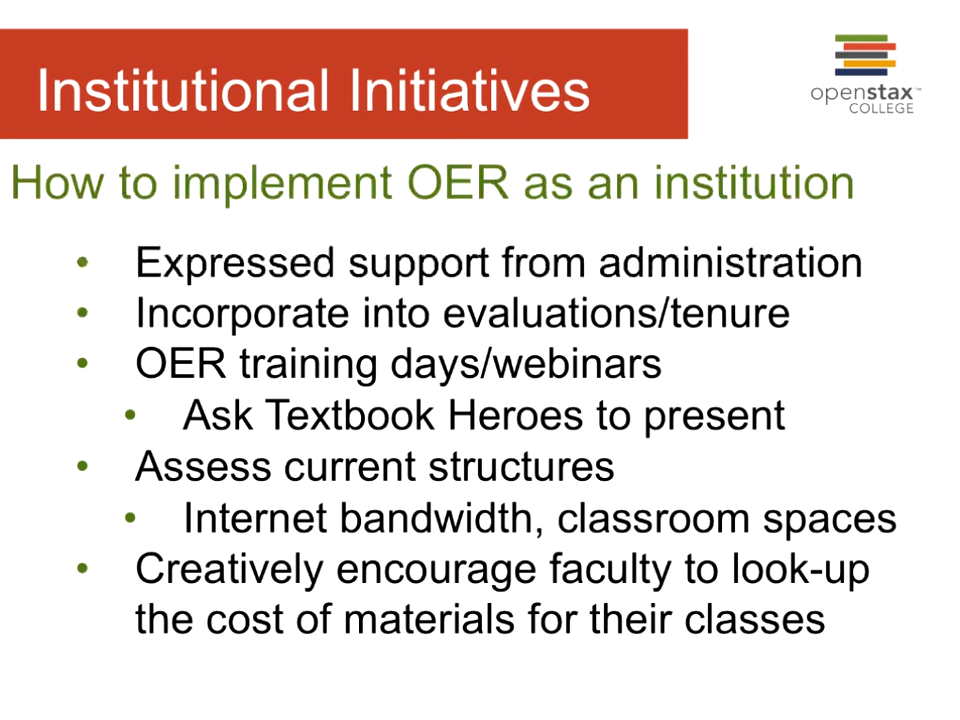 Institutional Initiatives
openstax™
COLLEGE
How to implement OER as an institution
• Expressed support from administration
• Incorporate into evaluations/tenure
• OER training days/webinars
• Ask Textbook Heroes to present
• Assess current structures
• Internet bandwidth, classroom spaces
• Creatively encourage faculty to look-up
the cost of materials for their classes